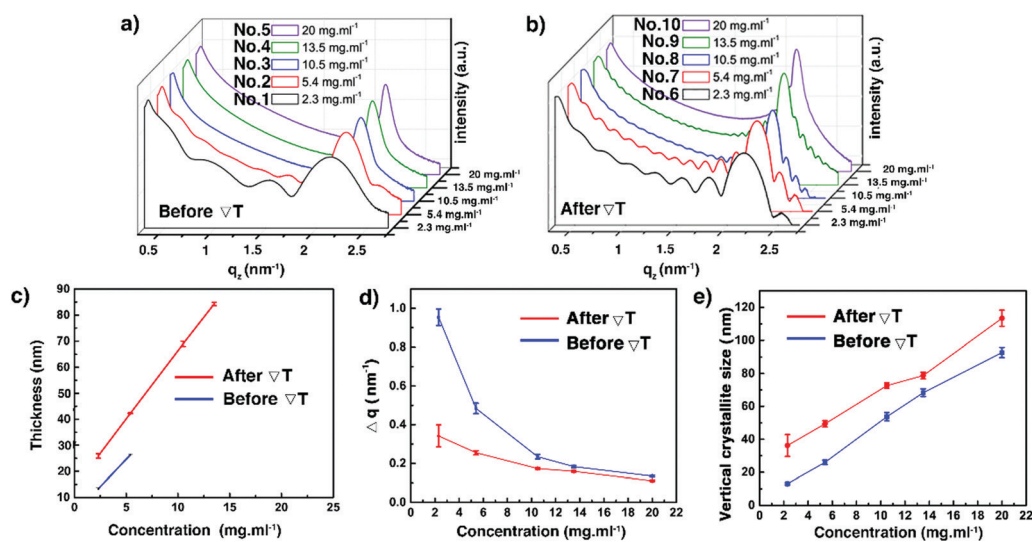 a)
No.5 20 mg.ml⁻¹
No.4 13.5 mg.ml⁻¹
No.3 10.5 mg.ml⁻¹
No.2 5.4 mg.ml⁻¹
No.1 2.3 mg.ml⁻¹
intensity (a.u.)
Before ▽T
20 mg.ml⁻¹
13.5 mg.ml⁻¹
10.5 mg.ml⁻¹
5.4 mg.ml⁻¹
2.3 mg.ml⁻¹
0.5 1 1.5 2 2.5
q_z (nm⁻¹)
b)
No.10 20 mg.ml⁻¹
No.9 13.5 mg.ml⁻¹
No.8 10.5 mg.ml⁻¹
No.7 5.4 mg.ml⁻¹
No.6 2.3 mg.ml⁻¹
intensity (a.u.)
After ▽T
20 mg.ml⁻¹
13.5 mg.ml⁻¹
10.5 mg.ml⁻¹
5.4 mg.ml⁻¹
2.3 mg.ml⁻¹
0.5 1 1.5 2 2.5
q_z (nm⁻¹)
c)
Thickness (nm)
90
80
70
60
50
40
30
20
10
After ▽T
Before ▽T
0 5 10 15 20 25
Concentration (mg.ml⁻¹)
d)
△ q (nm⁻¹)
1.0
0.8
0.6
0.4
0.2
0.0
After ▽T
Before ▽T
0 2 4 6 8 10 12 14 16 18 20 22
Concentration (mg.ml⁻¹)
e)
Vertical crystallite size (nm)
120
100
80
60
40
20
0
After ▽T
Before ▽T
0 2 4 6 8 10 12 14 16 18 20 22
Concentration (mg.ml⁻¹)